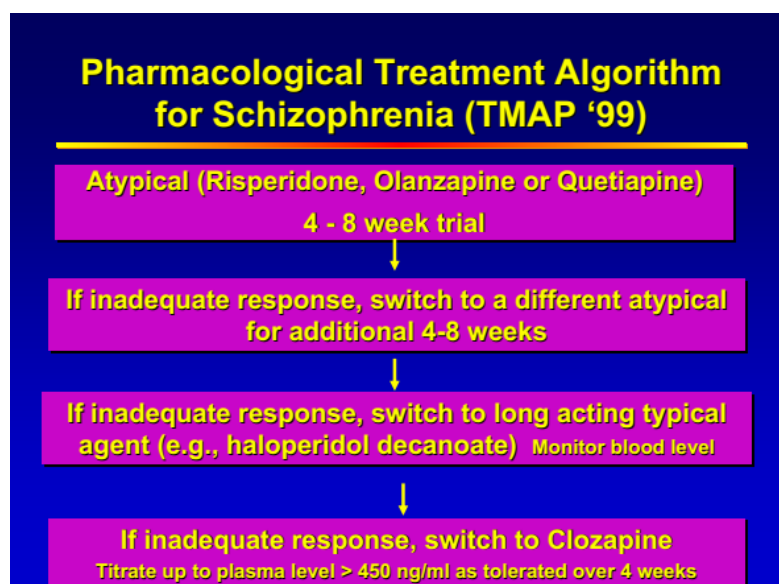 Pharmacological Treatment Algorithm
for Schizophrenia (TMAP ‘99)
Atypical (Risperidone, Olanzapine or Quetiapine)
4 - 8 week trial
If inadequate response, switch to a different atypical
for additional 4-8 weeks
If inadequate response, switch to long acting typical
agent (e.g., haloperidol decanoate) Monitor blood level
If inadequate response, switch to Clozapine
Titrate up to plasma level > 450 ng/ml as tolerated over 4 weeks